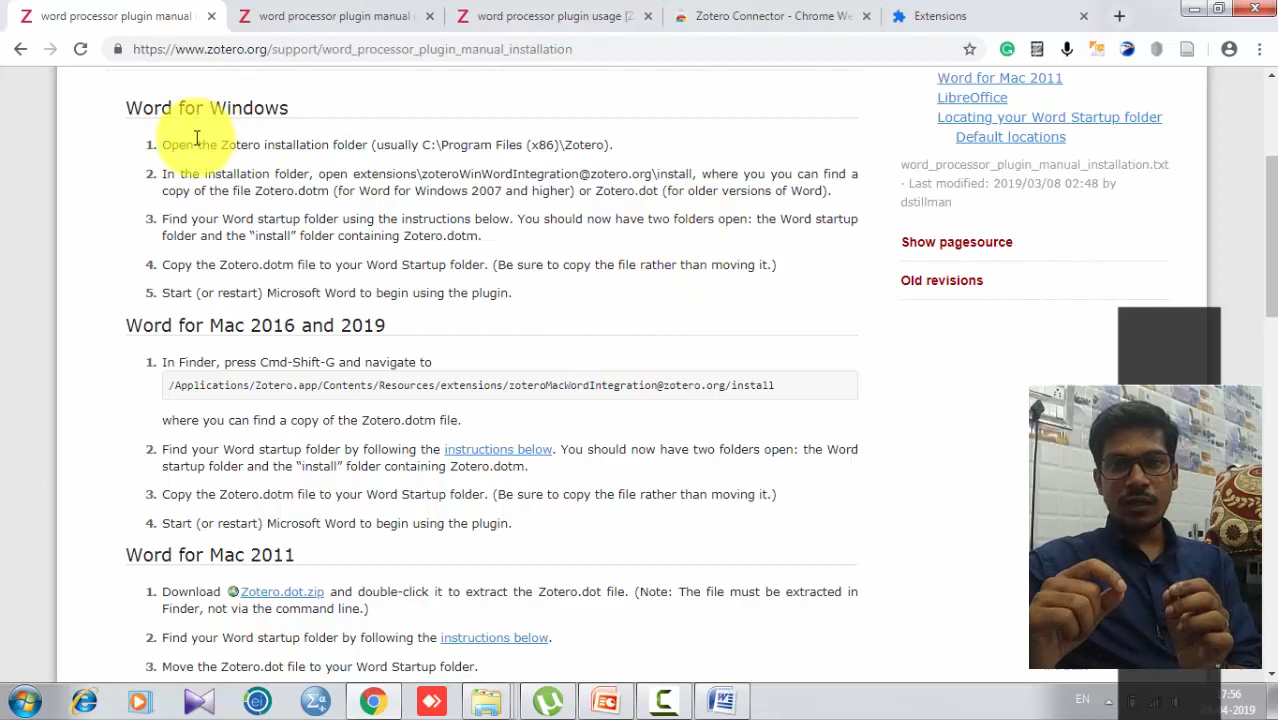 word processor plugin manual
word processor plugin manual
word processor plugin usage [Z
Zotero Connector - Chrome We
Extensions
https://www.zotero.org/support/word_processor_plugin_manual_installation
Word for Windows
1. Open the Zotero installation folder (usually C:\Program Files (x86)\Zotero).
2. In the installation folder, open extensions\zoteroWinWordIntegration@zotero.org\install, where you you can find a
copy of the file Zotero.dotm (for Word for Windows 2007 and higher) or Zotero.dot (for older versions of Word).
3. Find your Word startup folder using the instructions below. You should now have two folders open: the Word startup
folder and the “install” folder containing Zotero.dotm.
4. Copy the Zotero.dotm file to your Word Startup folder. (Be sure to copy the file rather than moving it.)
5. Start (or restart) Microsoft Word to begin using the plugin.
Word for Mac 2016 and 2019
1. In Finder, press Cmd-Shift-G and navigate to
/Applications/Zotero.app/Contents/Resources/extensions/zoteroMacWordIntegration@zotero.org/install
where you can find a copy of the Zotero.dotm file.
2. Find your Word startup folder by following the instructions below. You should now have two folders open: the Word
startup folder and the “install” folder containing Zotero.dotm.
3. Copy the Zotero.dotm file to your Word Startup folder. (Be sure to copy the file rather than moving it.)
4. Start (or restart) Microsoft Word to begin using the plugin.
Word for Mac 2011
1. Download Zotero.dot.zip and double-click it to extract the Zotero.dot file. (Note: The file must be extracted in
Finder, not via the command line.)
2. Find your Word startup folder by following the instructions below.
3. Move the Zotero.dot file to your Word Startup folder.
Word for Mac 2011
LibreOffice
Locating your Word Startup folder
Default locations
word_processor_plugin_manual_installation.txt
· Last modified: 2019/03/08 02:48 by
dstillman
Show pagesource
Old revisions
EN
17:56
-04-2019